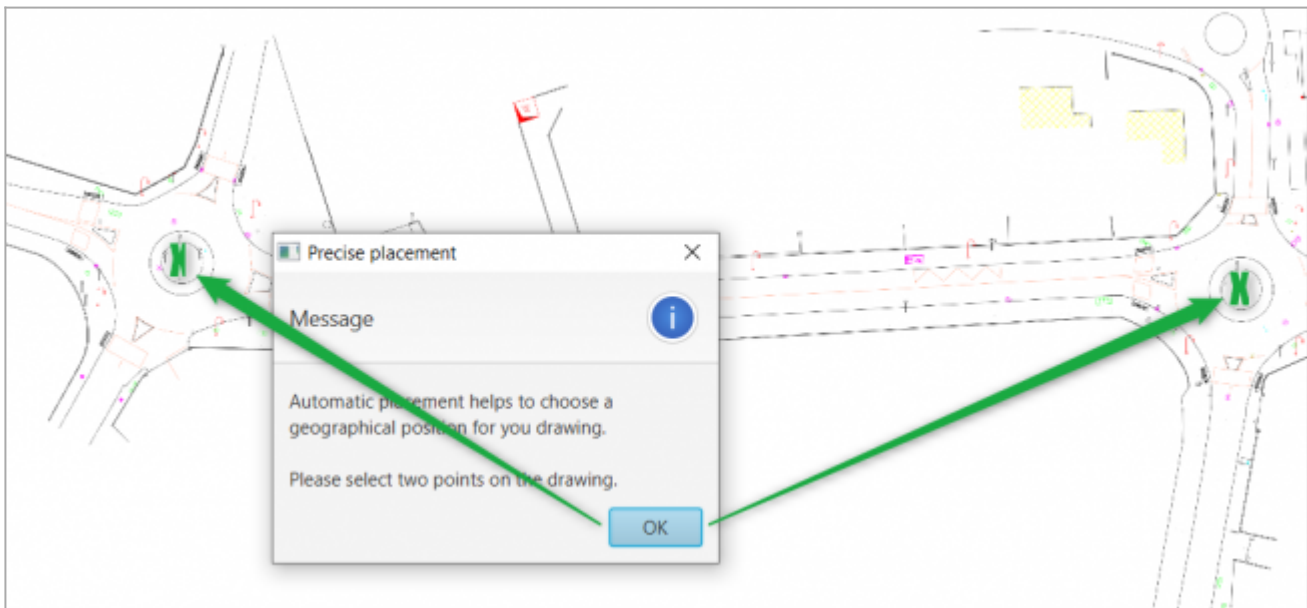 Precise placement
Message
Automatic placement helps to choose a
geographical position for you drawing.
Please select two points on the drawing.
OK
X
X